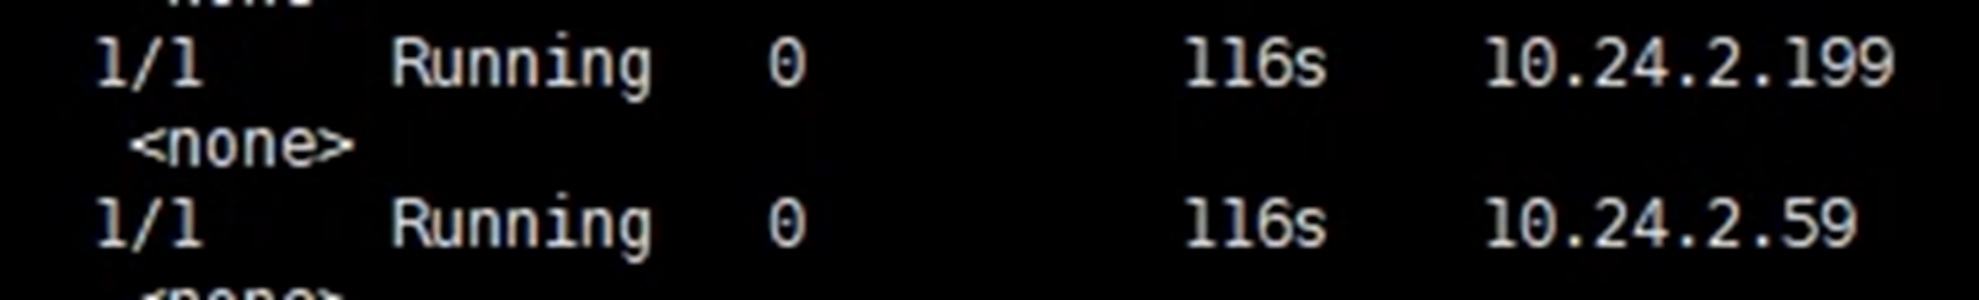 1/1 Running 0 116s 10.24.2.199
<none>
1/1 Running 0 116s 10.24.2.59
<none>